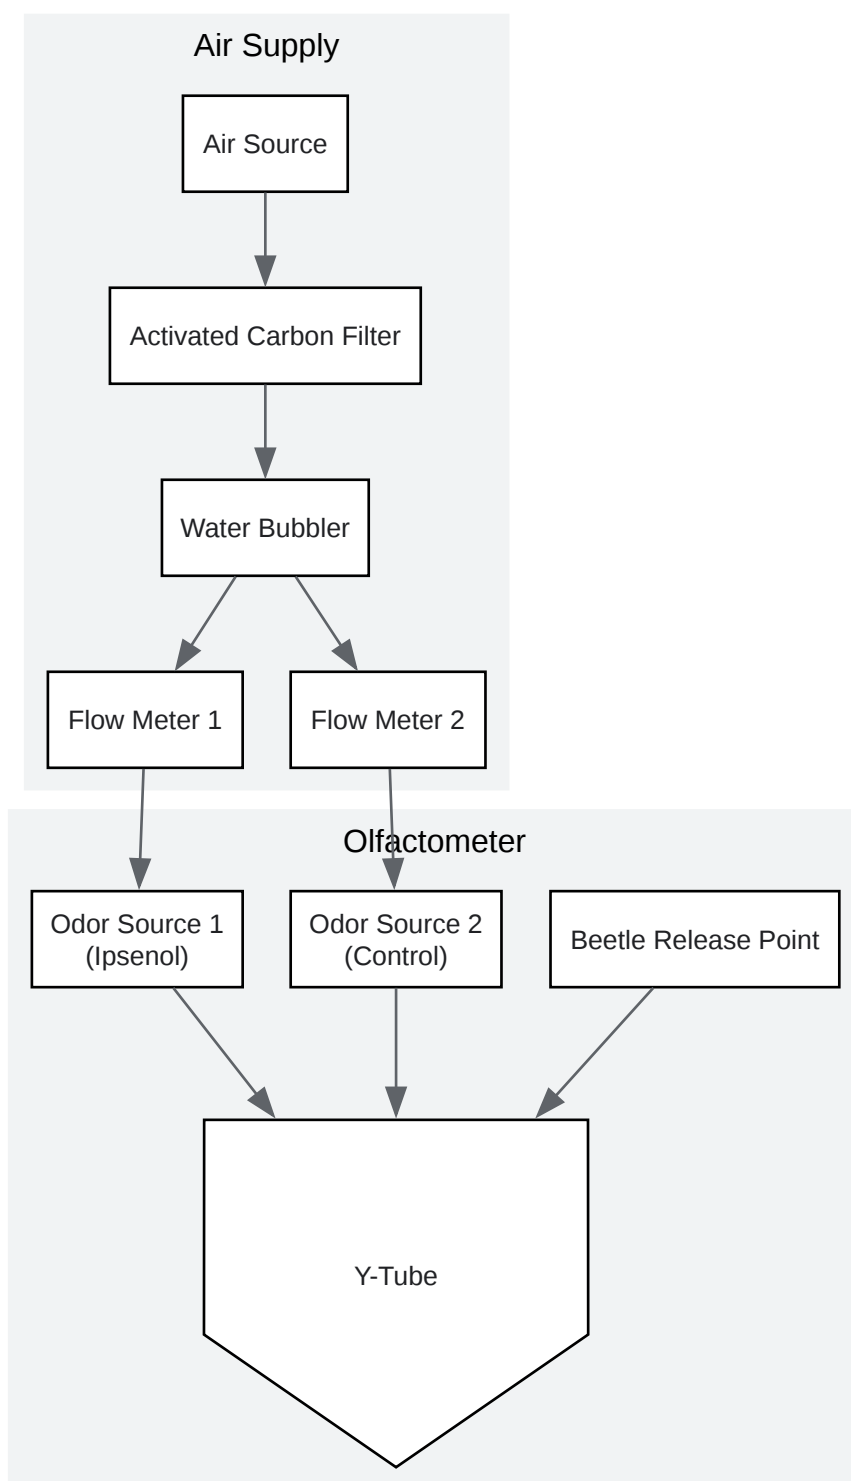 Air Supply
Air Source
Activated Carbon Filter
Water Bubbler
Flow Meter 1
Flow Meter 2
Olfactometer
Odor Source 1
(Ipsenol)
Odor Source 2
(Control)
Beetle Release Point
Y-Tube